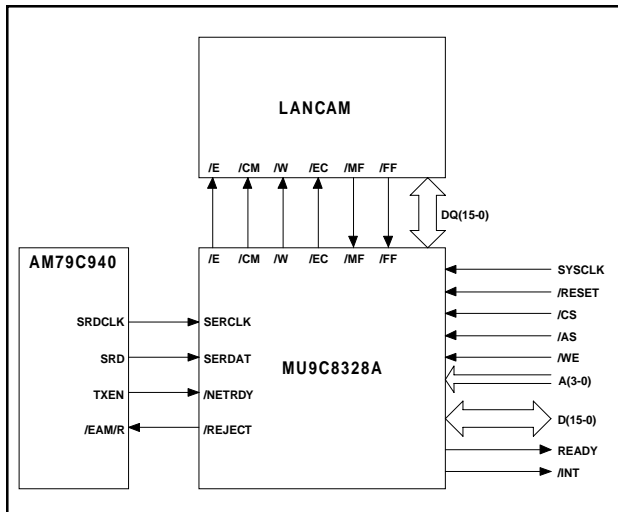 LANCAM
/E /CM /W /EC /MF /FF
DQ(15-0)
AM79C940
/E /CM /W /EC /MF /FF
SYSCLK
/RESET
/CS
/AS
/WE
A(3-0)
D(15-0)
READY
/INT
SRDCLK
SERCLK
SRD
SERDAT
MU9C8328A
TXEN
/NETRDY
/EAM/R
/REJECT